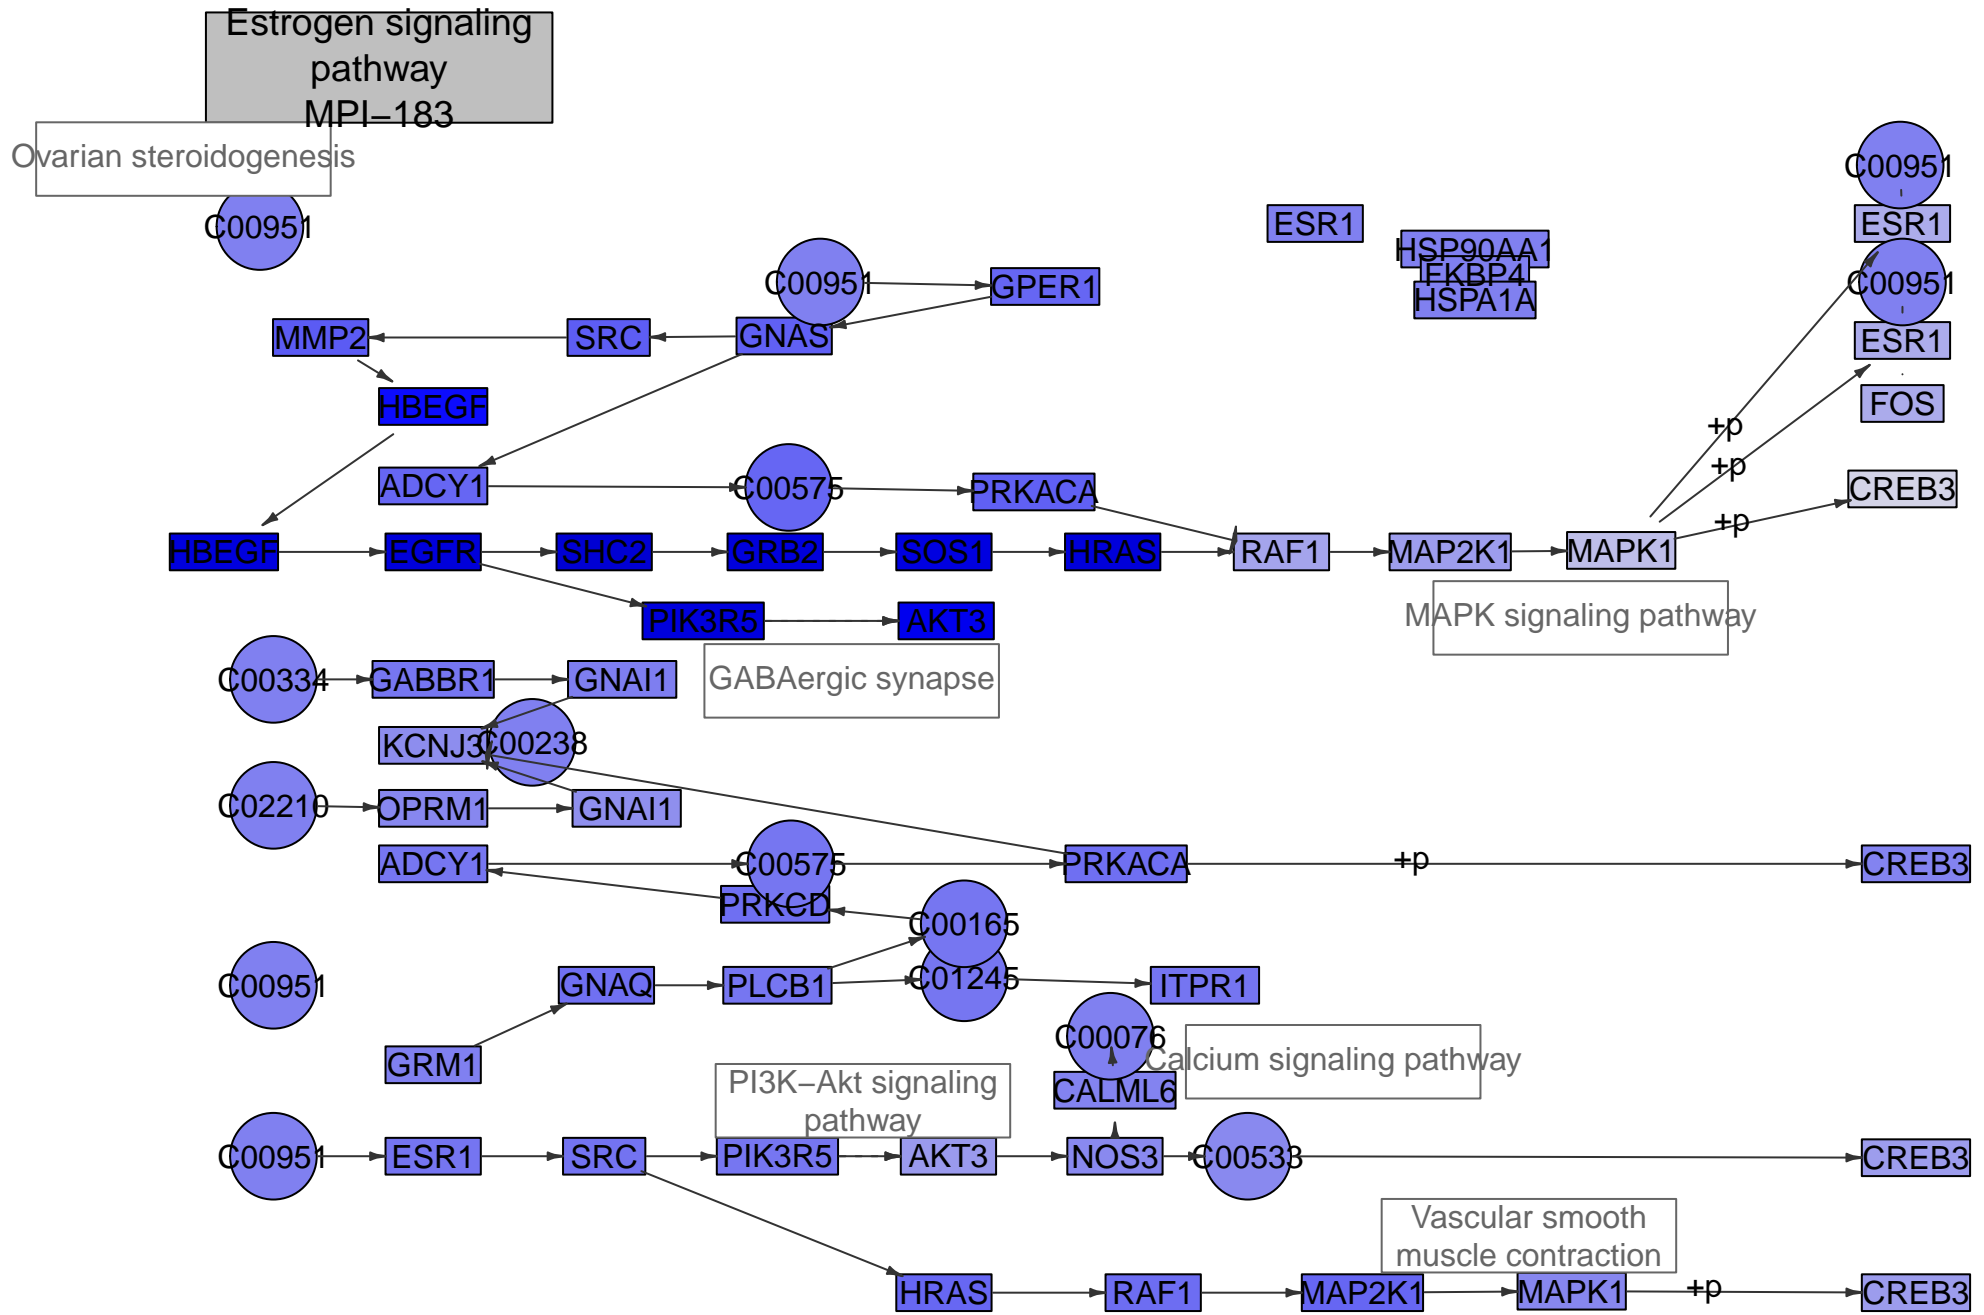 Estrogen signaling
pathway
MPI−183
Ovarian steroidogenesis
C00951
C00951
ESR1
ESR1
HSP90AA1
FKBP4
HSPA1A
C00951
GPER1
C00951
MMP2
SRC
GNAS
ESR1
HBEGF
FOS
+p
+p
ADCY1
C00575
PRKACA
CREB3
+p
HBEGF
EGFR
SHC2
GRB2
SOS1
HRAS
RAF1
MAP2K1
MAPK1
PIK3R5
AKT3
MAPK signaling pathway
C00334
GABBR1
GNAI1
GABAergic synapse
KCNJ3
C00238
C02210
OPRM1
GNAI1
ADCY1
C00575
PRKACA
+p
CREB3
PRKCD
C00165
C00951
GNAQ
PLCB1
C01245
ITPR1
C00076
Calcium signaling pathway
GRM1
CALML6
PI3K−Akt signaling
pathway
C00951
ESR1
SRC
PIK3R5
AKT3
NOS3
C00533
CREB3
Vascular smooth
muscle contraction
HRAS
RAF1
MAP2K1
MAPK1
+p
CREB3